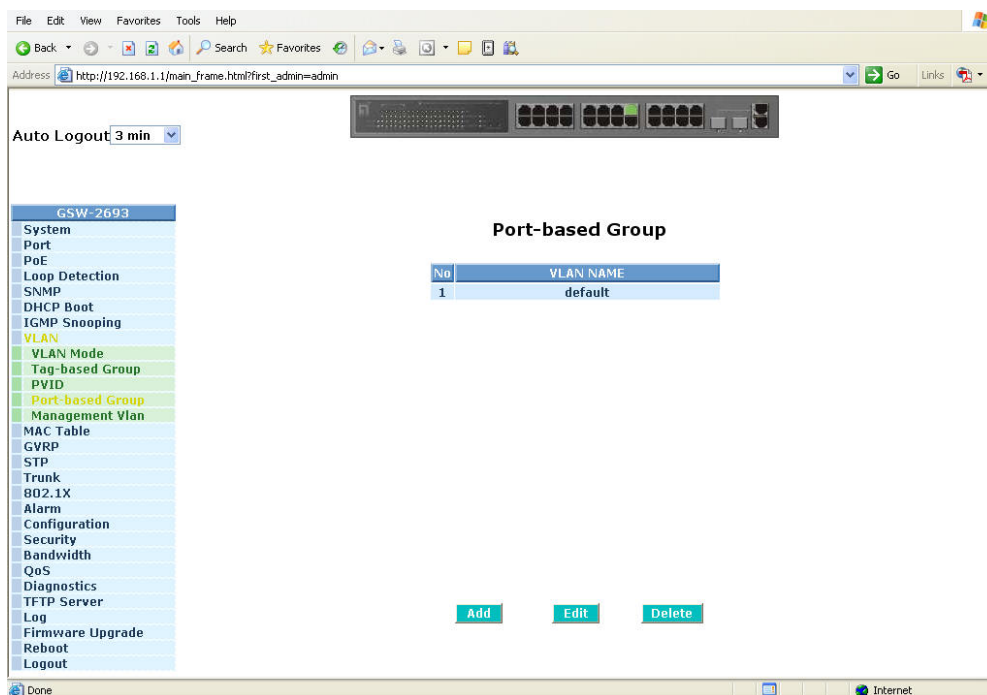 File Edit View Favorites Tools Help
Back Search Favorites
Address http://192.168.1.1/main_frame.html?first_admin=admin Go Links
Auto Logout 3 min
GSW-2693
System
Port
PoE
Loop Detection
SNMP
DHCP Boot
IGMP Snooping
VLAN
VLAN Mode
Tag-based Group
PVID
Port-based Group
Management Vlan
MAC Table
GVRP
STP
Trunk
802.1X
Alarm
Configuration
Security
Bandwidth
QoS
Diagnostics
TFTP Server
Log
Firmware Upgrade
Reboot
Logout
Port-based Group
No VLAN NAME
1 default
Add Edit Delete
Done Internet